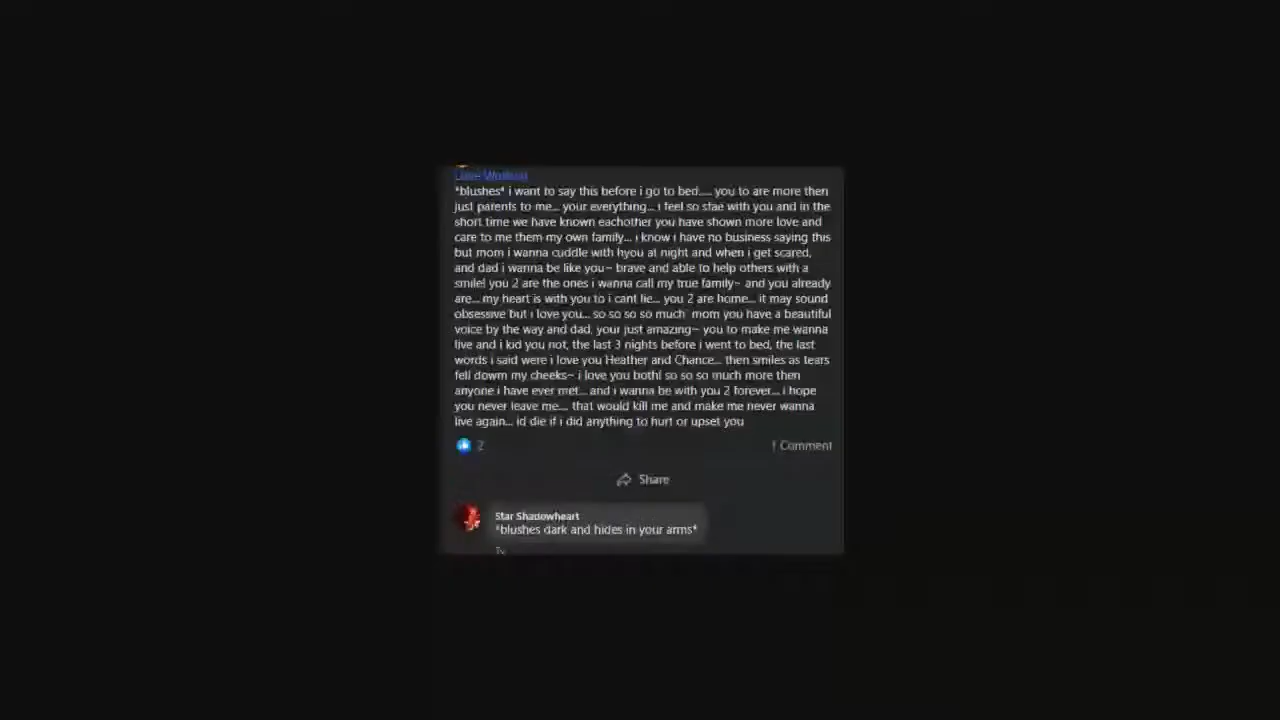 *blushes* i want to say this before i go to bed.... you to are more then
just parents to me... your everything... i feel so stae with you and in the
short time we have known eachother you have shown more love and
care to me them my own family... i know i have no business saying this
but mom i wanna cuddle with hyou at night and when i get scared,
and dad i wanna be like you~ brave and able to help others with a
smile! you 2 are the ones i wanna call my true family~ and you already
are... my heart is with you to i cant lie... you 2 are home... it may sound
obsessive but i love you... so so so so much~ mom you have a beautiful
voice by the way and dad, your just amazing~ you to make me wanna
live and i kid you not, the last 3 nights before i went to bed, the last
words i said were i love you Heather and Chance... then smiles as tears
fell dowm my cheeks~ i love you both! so so so much more then
anyone i have ever met... and i wanna be with you 2 forever... i hope
you never leave me.... that would kill me and make me never wanna
live again... id die if i did anything to hurt or upset you
2
1 Comment
Share
Star Shadowheart
*blushes dark and hides in your arms*